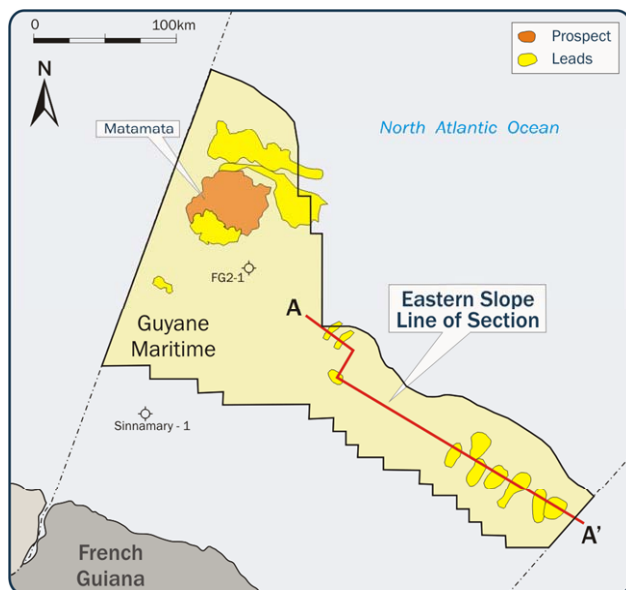 0
100km
N
Prospect
Leads
Matamata
North Atlantic Ocean
FG2-1
A
Eastern Slope
Line of Section
Guyane
Maritime
Sinnamary - 1
A'
French
Guiana